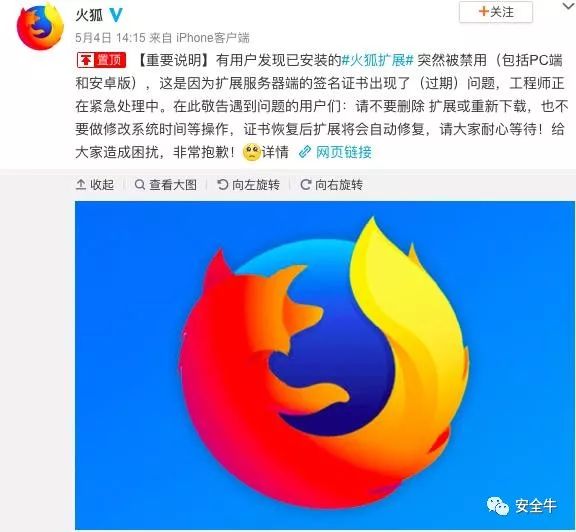 火狐
+关注
5月4日 14:15 来自 iPhone客户端
置顶 【重要说明】有用户发现已安装的#火狐扩展# 突然被禁用（包括PC端
和安卓版），这是因为扩展服务器端的签名证书出现了（过期）问题，工程师正
在紧急处理中。在此敬告遇到问题的用户们：请不要删除 扩展或重新下载，也不
要做修改系统时间等操作，证书恢复后扩展将会自动修复，请大家耐心等待！给
大家造成困扰，非常抱歉！🥺详情 网页链接
收起 查看大图 向左旋转 向右旋转
安全牛